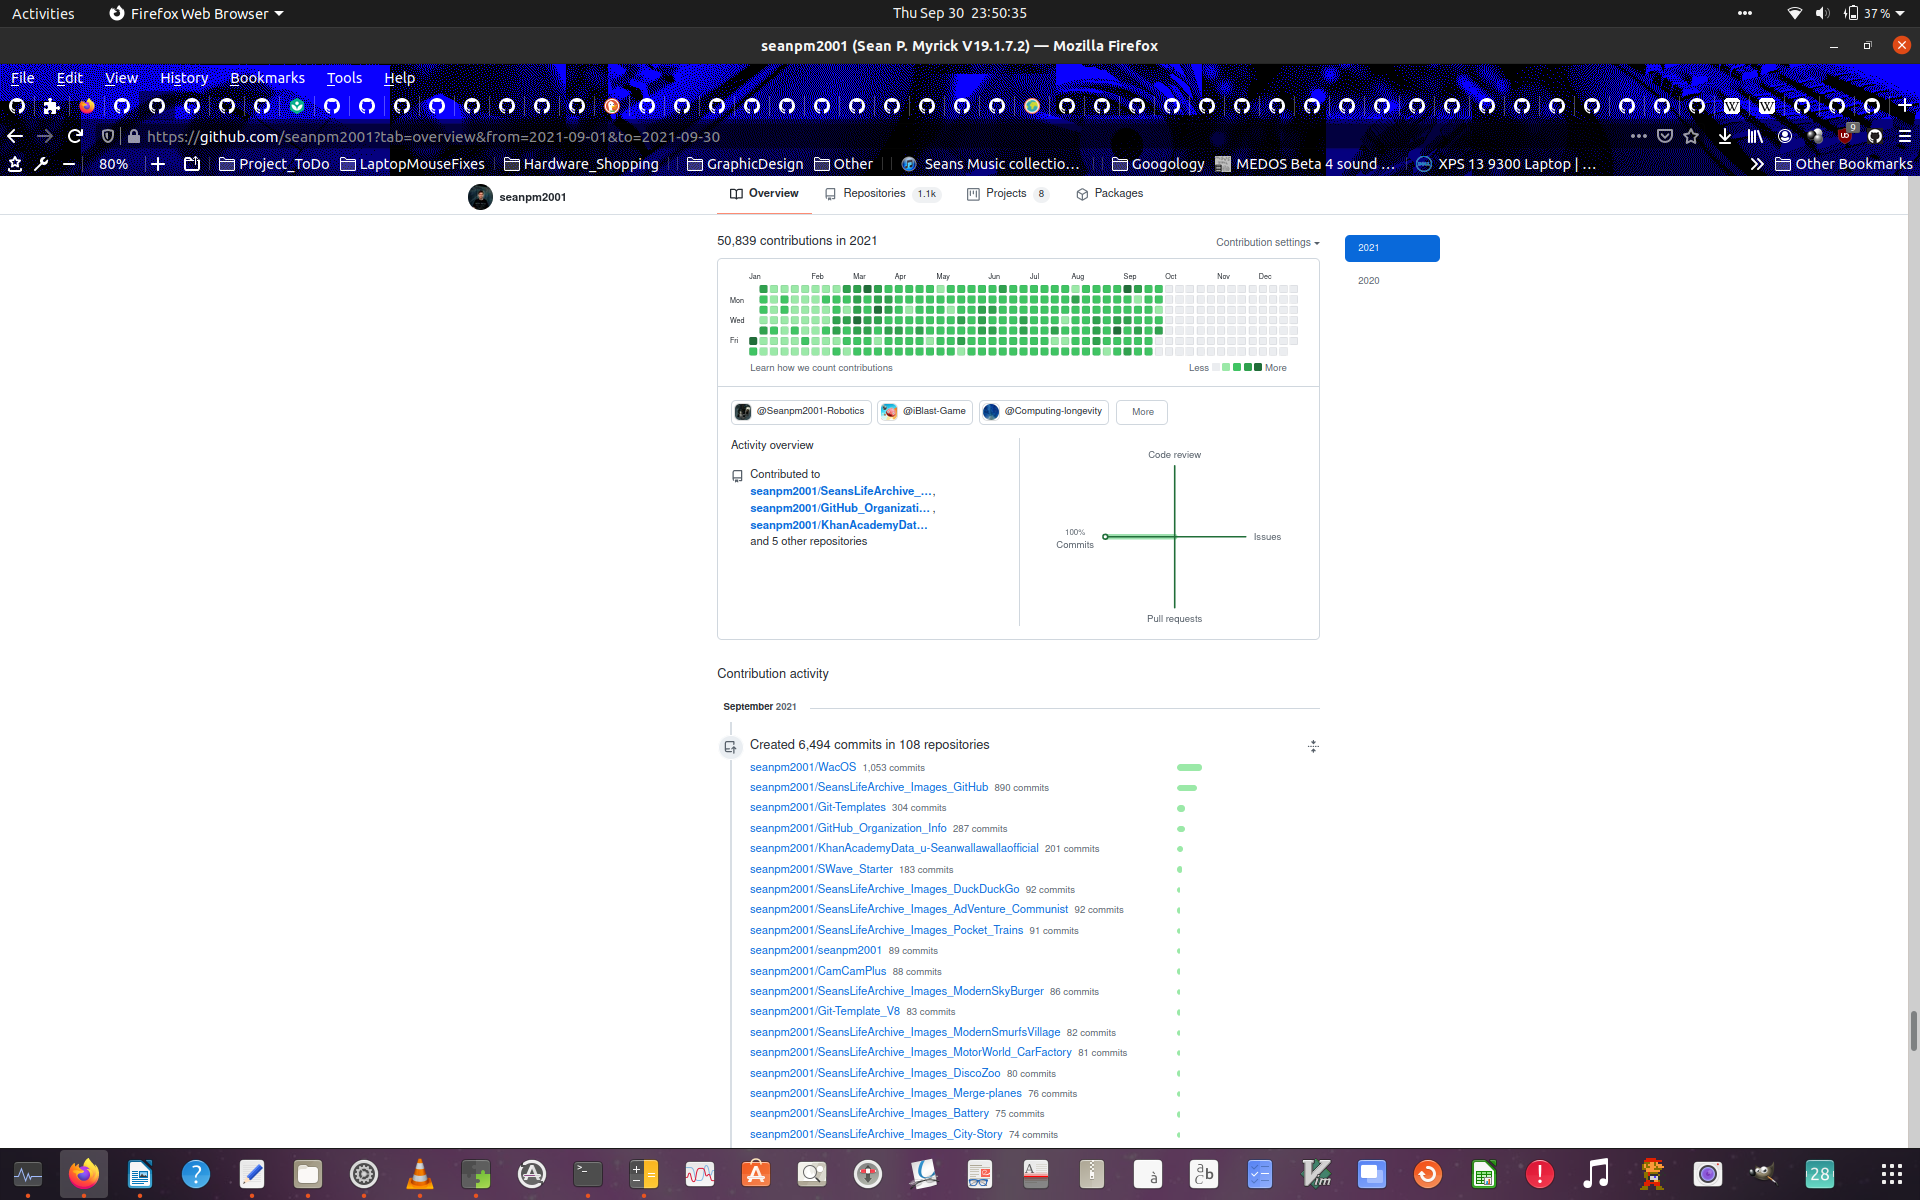 Activities Firefox Web Browser Thu Sep 30 23:50:35 37 %
seanpm2001 (Sean P. Myrick V19.1.7.2) — Mozilla Firefox
File Edit View History Bookmarks Tools Help
https://github.com/seanpm2001?tab=overview&from=2021-09-01&to=2021-09-30 9
80% Project_ToDo LaptopMouseFixes Hardware_Shopping GraphicDesign Other Seans Music collectio… Googology MEDOS Beta 4 sound … XPS 13 9300 Laptop | … Other Bookmarks
seanpm2001 Overview Repositories 1.1k Projects 8 Packages
50,839 contributions in 2021 Contribution settings 2021
2020
Jan Feb Mar Apr May Jun Jul Aug Sep Oct Nov Dec
Mon
Wed
Fri
Learn how we count contributions Less More
@Seanpm2001-Robotics @iBlast-Game @Computing-longevity More
Activity overview
Contributed to
seanpm2001/SeansLifeArchive_…,
seanpm2001/GitHub_Organizati… ,
seanpm2001/KhanAcademyDat…
and 5 other repositories
Code review
100%
Commits
Issues
Pull requests
Contribution activity
September 2021
Created 6,494 commits in 108 repositories
seanpm2001/WacOS 1,053 commits
seanpm2001/SeansLifeArchive_Images_GitHub 890 commits
seanpm2001/Git-Templates 304 commits
seanpm2001/GitHub_Organization_Info 287 commits
seanpm2001/KhanAcademyData_u-Seanwallawallaofficial 201 commits
seanpm2001/SWave_Starter 183 commits
seanpm2001/SeansLifeArchive_Images_DuckDuckGo 92 commits
seanpm2001/SeansLifeArchive_Images_AdVenture_Communist 92 commits
seanpm2001/SeansLifeArchive_Images_Pocket_Trains 91 commits
seanpm2001/seanpm2001 89 commits
seanpm2001/CamCamPlus 88 commits
seanpm2001/SeansLifeArchive_Images_ModernSkyBurger 86 commits
seanpm2001/Git-Template_V8 83 commits
seanpm2001/SeansLifeArchive_Images_ModernSmurfsVillage 82 commits
seanpm2001/SeansLifeArchive_Images_MotorWorld_CarFactory 81 commits
seanpm2001/SeansLifeArchive_Images_DiscoZoo 80 commits
seanpm2001/SeansLifeArchive_Images_Merge-planes 76 commits
seanpm2001/SeansLifeArchive_Images_Battery 75 commits
seanpm2001/SeansLifeArchive_Images_City-Story 74 commits
28